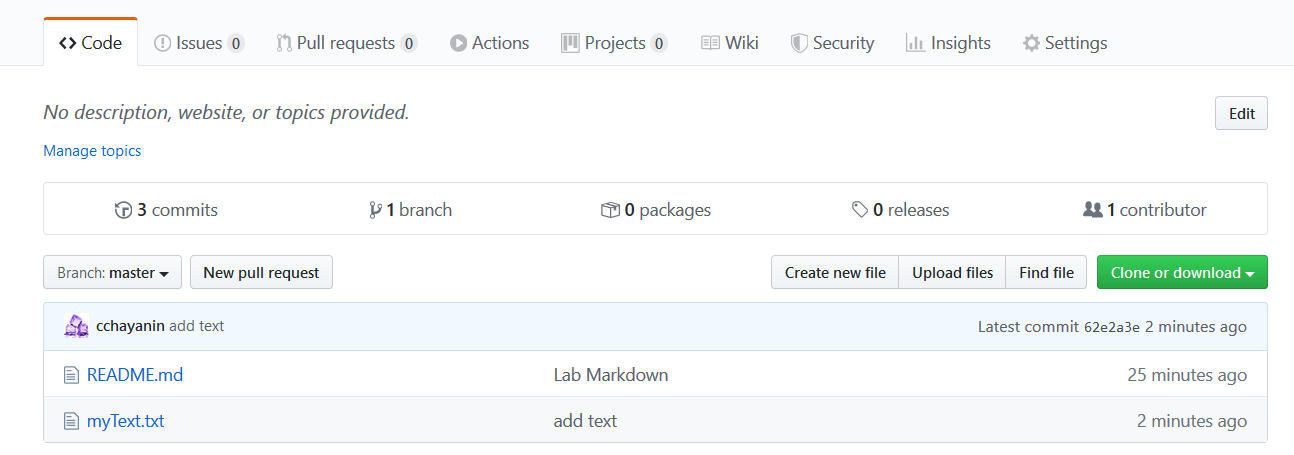 Code Issues 0 Pull requests 0 Actions Projects 0 Wiki Security Insights Settings
No description, website, or topics provided. Edit
Manage topics
3 commits 1 branch 0 packages 0 releases 1 contributor
Branch: master New pull request Create new file Upload files Find file Clone or download
cchayanin add text Latest commit 62e2a3e 2 minutes ago
README.md Lab Markdown 25 minutes ago
myText.txt add text 2 minutes ago